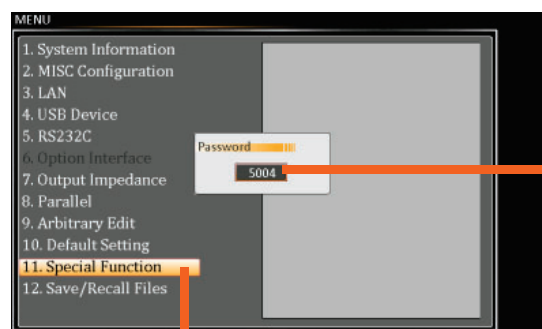 MENU
1. System Information
2. MISC Configuration
3. LAN
4. USB Device
5. RS232C
6. Option Interface
Password
5004
7. Output Impedance
8. Parallel
9. Arbitrary Edit
10. Default Setting
11. Special Function
12. Save/Recall Files